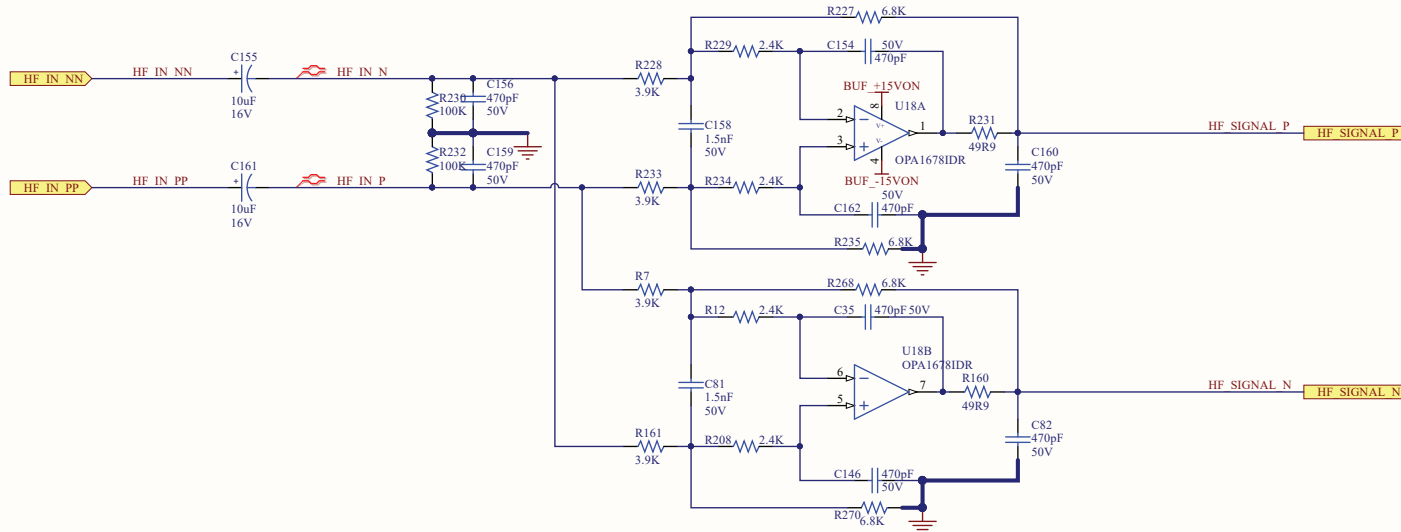 R227 6.8K
R229 2.4K C154 50V
470pF
C155
HF_IN_NN HF_IN_NN + HF_IN_N
10uF
16V
R228
3.9K
C156
470pF
50V
R230
100K
BUF_+15VON
8
U18A
2
V+
1
R231
49R9
HF_SIGNAL_P HF_SIGNAL_P
C158
1.5nF
50V
3
V-
4
OPA1678IDR
C160
470pF
50V
R232
100K
C159
470pF
50V
C161
HF_IN_PP HF_IN_PP + HF_IN_P
10uF
16V
R233
3.9K
R234 2.4K
BUF_-15VON
50V
C162 470pF
R235 6.8K
R7
3.9K
R268 6.8K
R12 2.4K C35 470pF 50V
U18B
OPA1678IDR
6
7
5
R160
49R9
HF_SIGNAL_N HF_SIGNAL_N
C81
1.5nF
50V
C82
470pF
50V
R161
3.9K
R208 2.4K
C146 470pF
50V
R270 6.8K